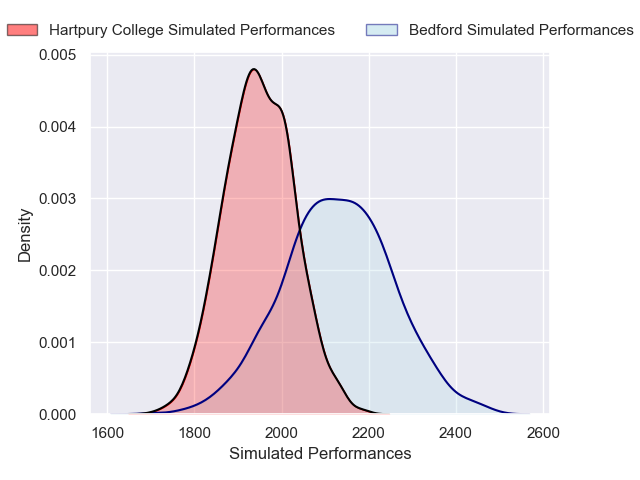 Hartpury College Simulated Performances
Bedford Simulated Performances
0.005
0.004
0.003
0.002
0.001
0.000
Density
1600 1800 2000 2200 2400 2600
Simulated Performances